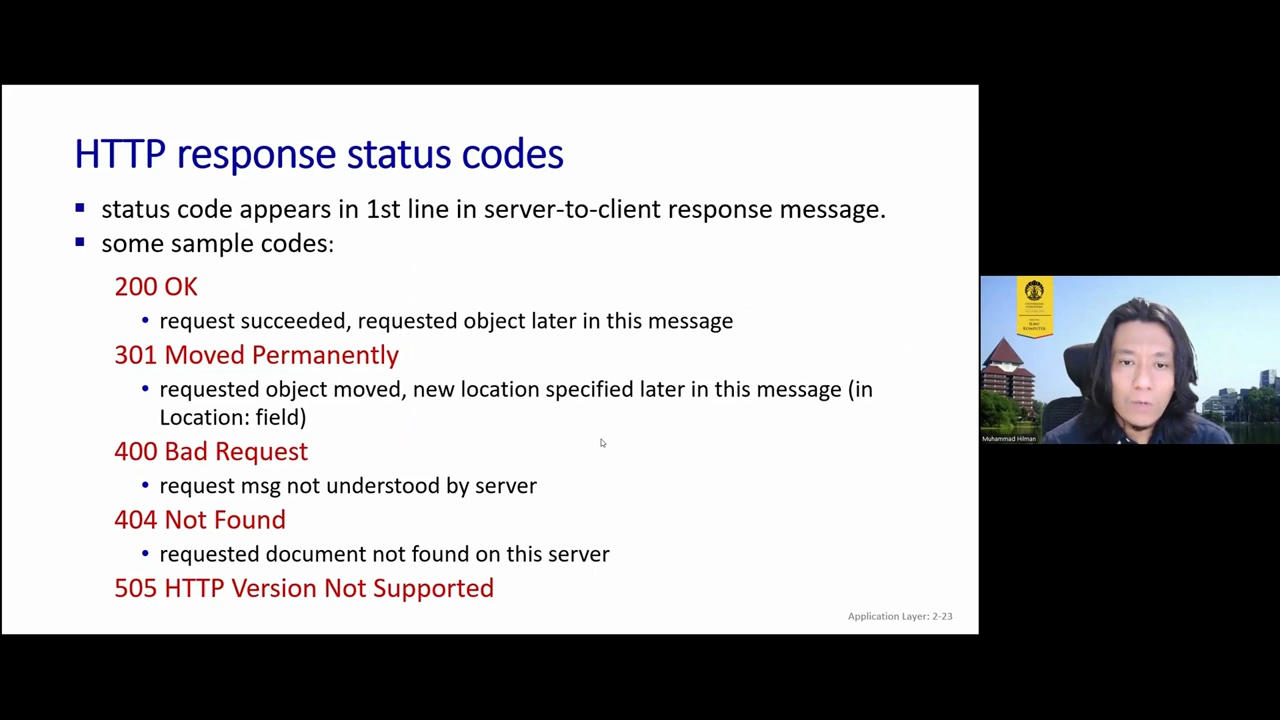 HTTP response status codes
status code appears in 1st line in server-to-client response message.
some sample codes:
200 OK
request succeeded, requested object later in this message
301 Moved Permanently
requested object moved, new location specified later in this message (in
Location: field)
400 Bad Request
request msg not understood by server
404 Not Found
requested document not found on this server
505 HTTP Version Not Supported
Application Layer: 2-23
ILMU
KOMPUTER
Muhammad Hilman